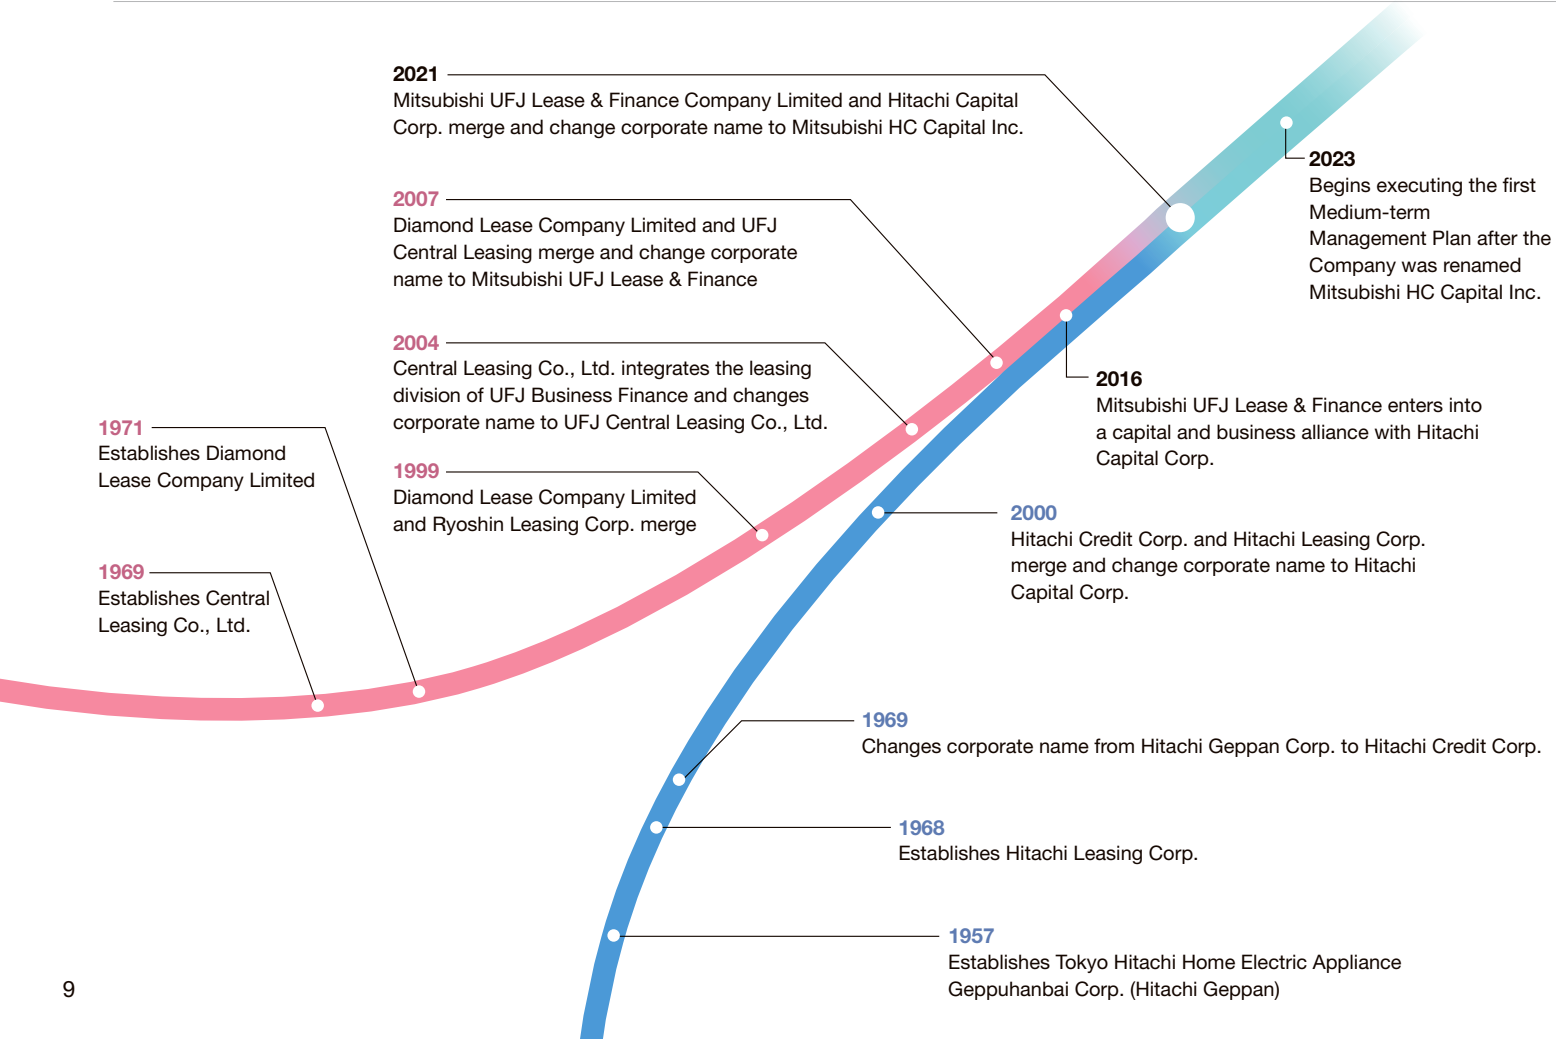 2021
Mitsubishi UFJ Lease & Finance Company Limited and Hitachi Capital
Corp. merge and change corporate name to Mitsubishi HC Capital Inc.
2023
Begins executing the first
Medium-term
Management Plan after the
Company was renamed
Mitsubishi HC Capital Inc.
2007
Diamond Lease Company Limited and UFJ
Central Leasing merge and change corporate
name to Mitsubishi UFJ Lease & Finance
2004
Central Leasing Co., Ltd. integrates the leasing
division of UFJ Business Finance and changes
corporate name to UFJ Central Leasing Co., Ltd.
2016
Mitsubishi UFJ Lease & Finance enters into
a capital and business alliance with Hitachi
Capital Corp.
1971
Establishes Diamond
Lease Company Limited
1999
Diamond Lease Company Limited
and Ryoshin Leasing Corp. merge
2000
Hitachi Credit Corp. and Hitachi Leasing Corp.
merge and change corporate name to Hitachi
Capital Corp.
1969
Establishes Central
Leasing Co., Ltd.
1969
Changes corporate name from Hitachi Geppan Corp. to Hitachi Credit Corp.
1968
Establishes Hitachi Leasing Corp.
1957
Establishes Tokyo Hitachi Home Electric Appliance
Geppuhanbai Corp. (Hitachi Geppan)
9